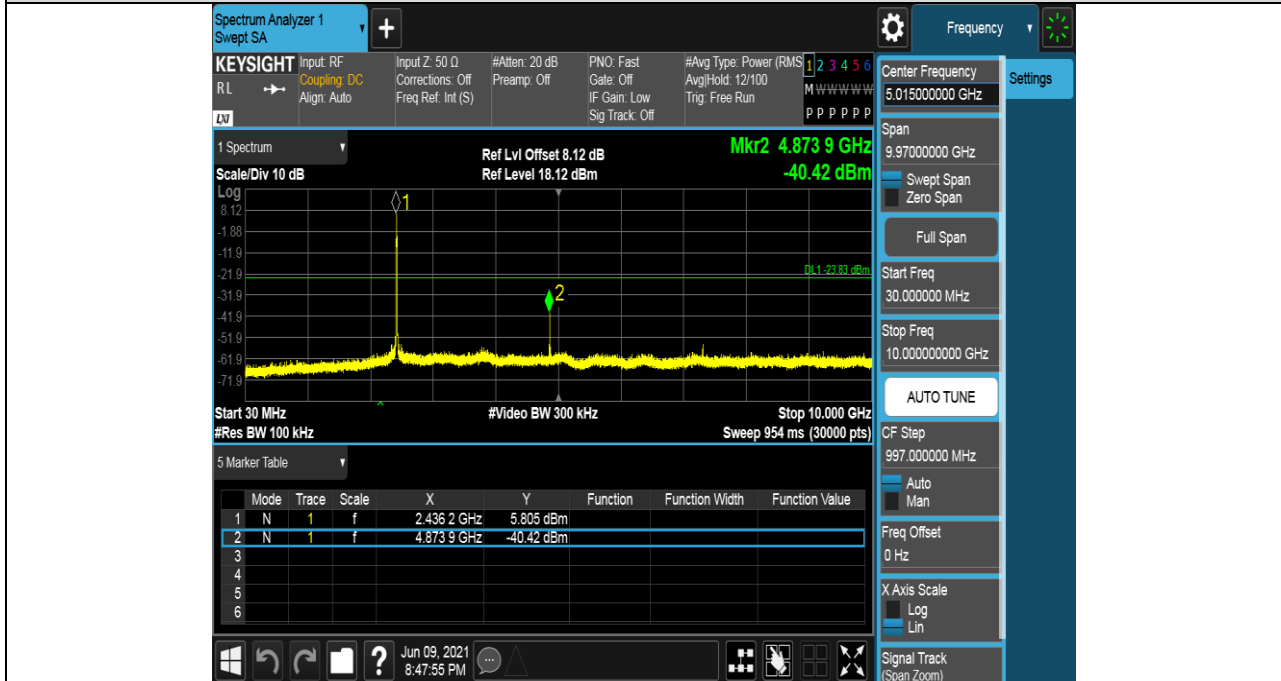 Spectrum Analyzer 1
Swept SA
+
Frequency
KEYSIGHT
RL
LXI
Input: RF
Coupling: DC
Align: Auto
Input Z: 50 Ω
Corrections: Off
Freq Ref: Int (S)
#Atten: 20 dB
Preamp: Off
PNO: Fast
Gate: Off
IF Gain: Low
Sig Track: Off
#Avg Type: Power (RMS
Avg|Hold: 12/100
Trig: Free Run
1 2 3 4 5 6
M W W W W W
P P P P P P
1 Spectrum
Scale/Div 10 dB
Ref Lvl Offset 8.12 dB
Ref Level 18.12 dBm
Mkr2 4.873 9 GHz
-40.42 dBm
Log
8.12
-1.88
-11.9
-21.9
-31.9
-41.9
-51.9
-61.9
-71.9
1
2
DL1 -23.83 dBm
Start 30 MHz
#Res BW 100 kHz
#Video BW 300 kHz
Stop 10.000 GHz
Sweep 954 ms (30000 pts)
5 Marker Table
Mode Trace Scale X Y Function Function Width Function Value
1 N 1 f 2.436 2 GHz 5.805 dBm
2 N 1 f 4.873 9 GHz -40.42 dBm
3
4
5
6
?
Jun 09, 2021
8:47:55 PM
Center Frequency
5.015000000 GHz
Settings
Span
9.97000000 GHz
Swept Span
Zero Span
Full Span
Start Freq
30.000000 MHz
Stop Freq
10.000000000 GHz
AUTO TUNE
CF Step
997.000000 MHz
Auto
Man
Freq Offset
0 Hz
X Axis Scale
Log
Lin
Signal Track
(Span Zoom)